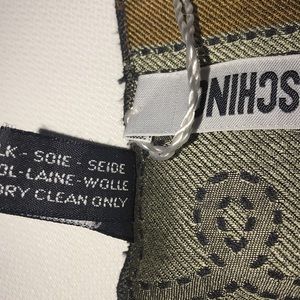 SCHINO
LK - SOIE - SEIDE
OL-LAINE-WOLLE
DRY CLEAN ONLY